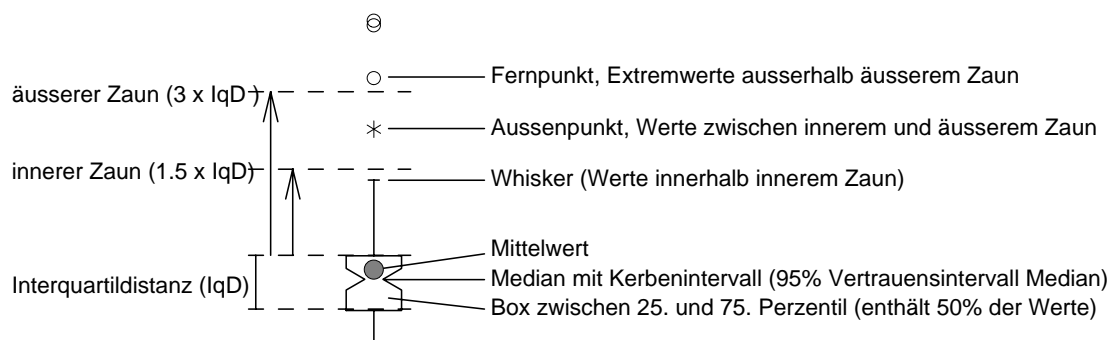 Fernpunkt, Extremwerte ausserhalb äusserem Zaun
äusserer Zaun (3 x IqD)
Aussenpunkt, Werte zwischen innerem und äusserem Zaun
innerer Zaun (1.5 x IqD)
Whisker (Werte innerhalb innerem Zaun)
Mittelwert
Median mit Kerbenintervall (95% Vertrauensintervall Median)
Interquartildistanz (IqD)
Box zwischen 25. und 75. Perzentil (enthält 50% der Werte)